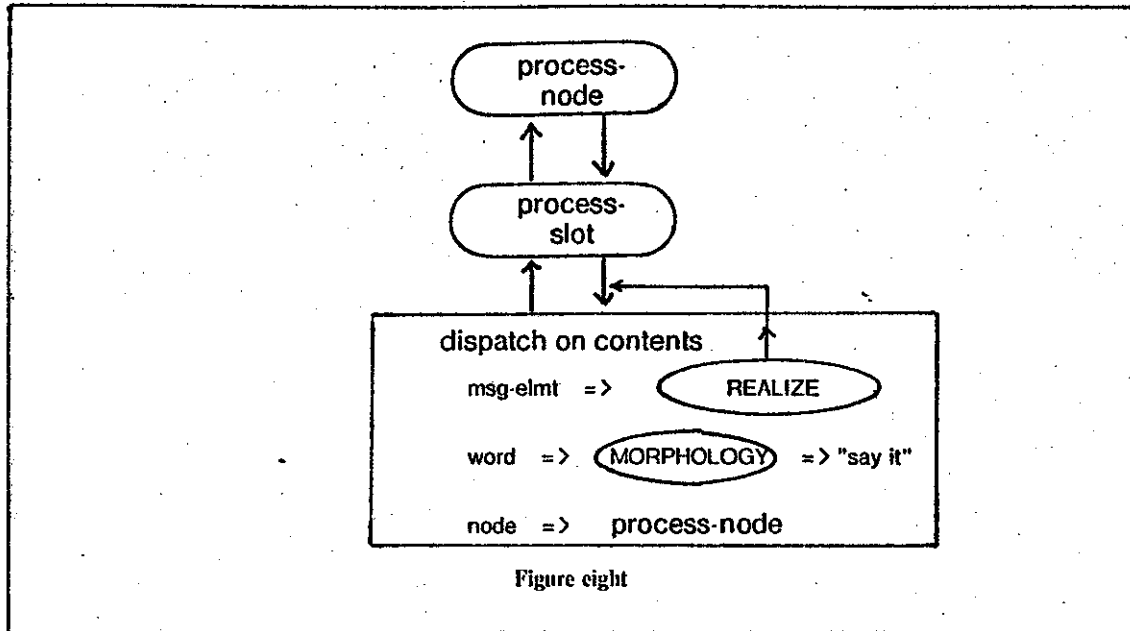 process-
node
process-
slot
dispatch on contents
msg-elmt => REALIZE
word => MORPHOLOGY => "say it"
node => process-node
Figure eight